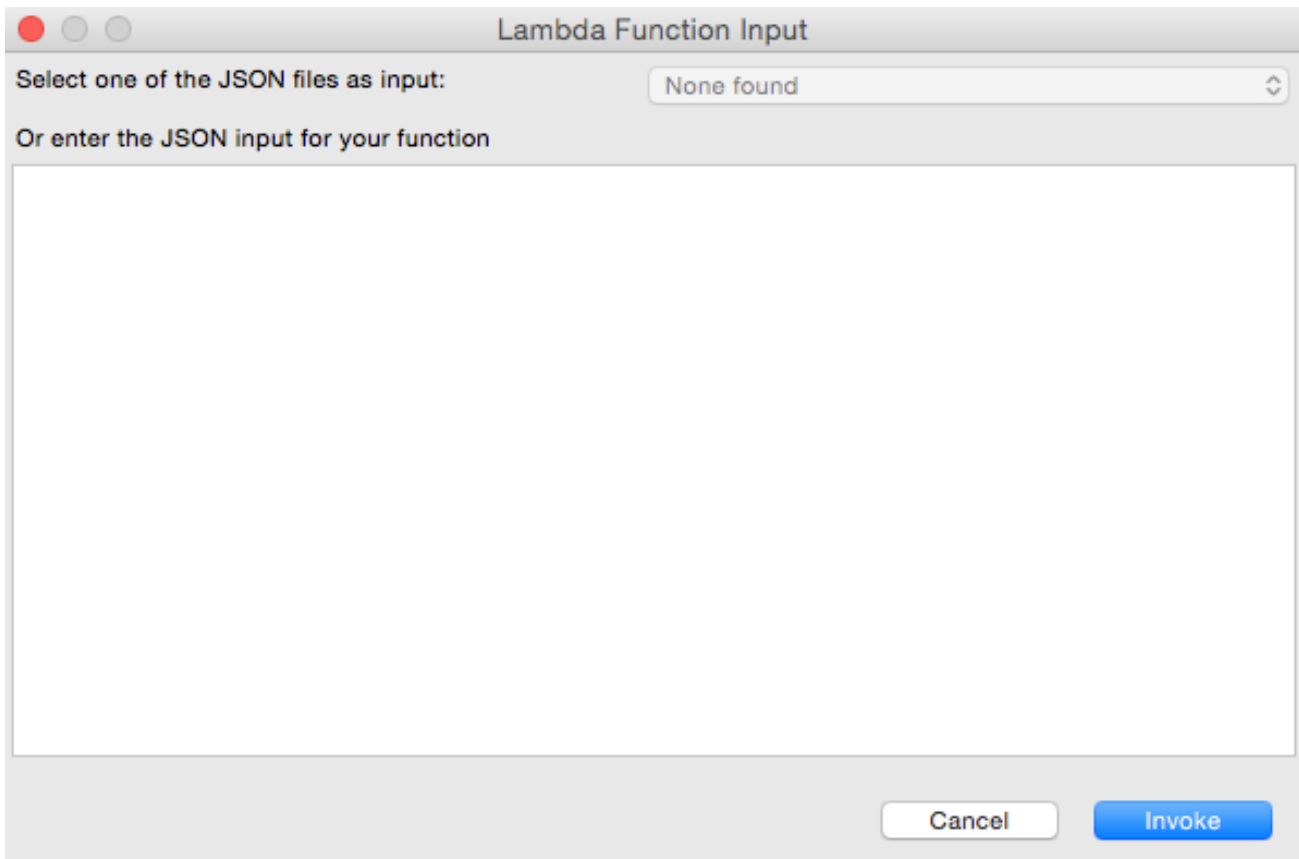 Lambda Function Input
Select one of the JSON files as input: None found
Or enter the JSON input for your function
Cancel Invoke